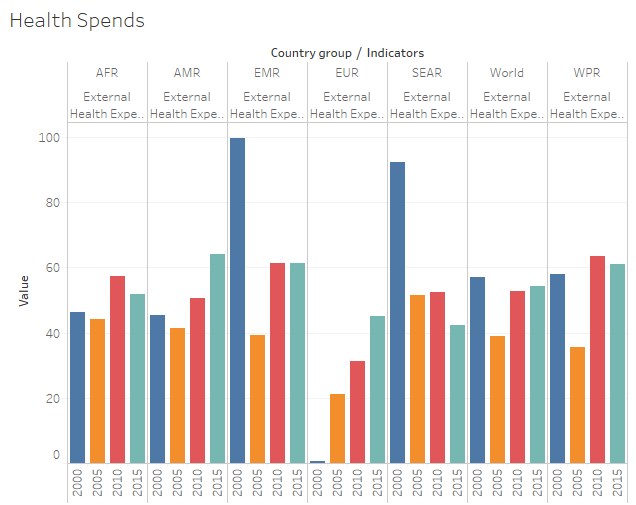 Health Spends
Country group / Indicators
AFR AMR EMR EUR SEAR World WPR
External External External External External External External
Health Expe.. Health Expe.. Health Expe.. Health Expe.. Health Expe.. Health Expe.. Health Expe..
100
80
60
40
20
0
Value
2000 2005 2010 2015 2000 2005 2010 2015 2000 2005 2010 2015 2000 2005 2010 2015 2000 2005 2010 2015 2000 2005 2010 2015 2000 2005 2010 2015